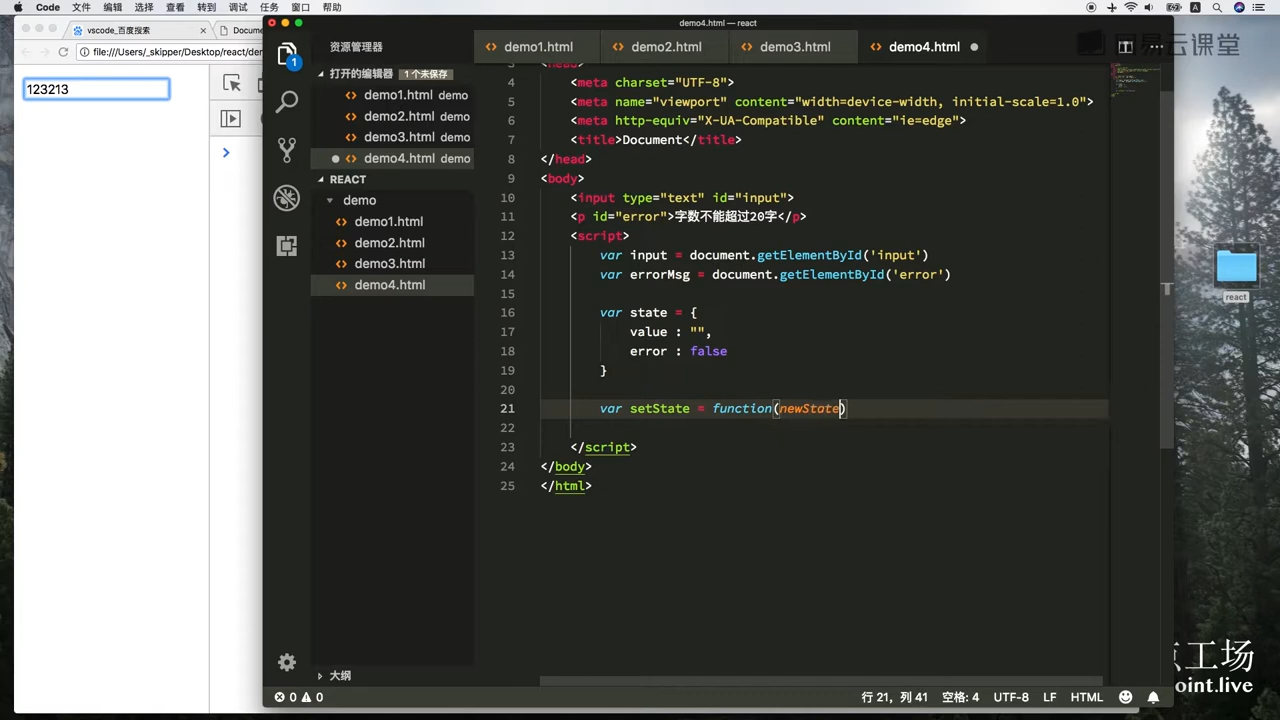 Code 文件 编辑 选择 查看 转到 调试 任务 窗口 帮助
vscode_百度搜索
Docum
file:///Users/_skipper/Desktop/react/den
123213
demo4.html — react
资源管理器
打开的编辑器 1 个未保存
demo1.html demo
demo2.html demo
demo3.html demo
demo4.html demo
REACT
demo
demo1.html
demo2.html
demo3.html
demo4.html
大纲
demo1.html demo2.html demo3.html demo4.html
云课堂
4 <meta charset="UTF-8">
5 <meta name="viewport" content="width=device-width, initial-scale=1.0">
6 <meta http-equiv="X-UA-Compatible" content="ie=edge">
7 <title>Document</title>
8 </head>
9 <body>
10 <input type="text" id="input">
11 <p id="error">字数不能超过20字</p>
12 <script>
13 var input = document.getElementById('input')
14 var errorMsg = document.getElementById('error')
15
16 var state = {
17 value : "",
18 error : false
19 }
20
21 var setState = function(newState)
22
23 </script>
24 </body>
25 </html>
react
工场
oint.live
0 0 行 21，列 41 空格: 4 UTF-8 LF HTML